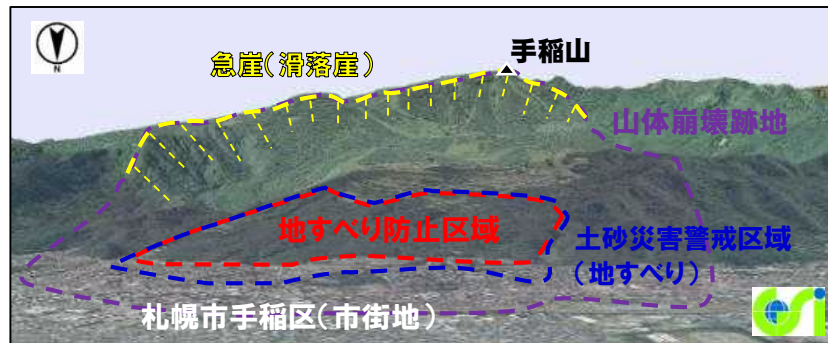 N
急崖(滑落崖)
手稲山
山体崩壊跡地
地すべり防止区域
土砂災害警戒区域
(地すべり)
札幌市手稲区(市街地)